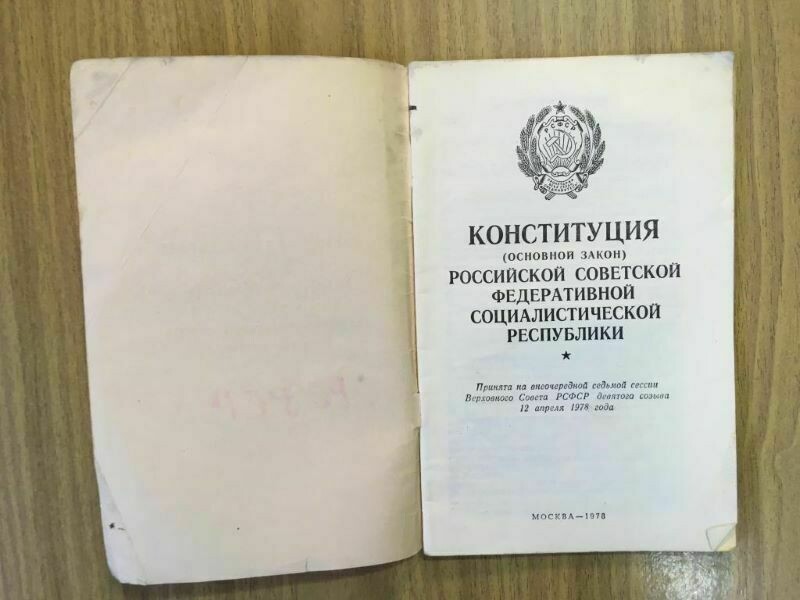 РСФСР
КОНСТИТУЦИЯ
(ОСНОВНОЙ ЗАКОН)
РОССИЙСКОЙ СОВЕТСКОЙ
ФЕДЕРАТИВНОЙ
СОЦИАЛИСТИЧЕСКОЙ
РЕСПУБЛИКИ
Принята на внеочередной седьмой сессии
Верховного Совета РСФСР девятого созыва
12 апреля 1978 года
МОСКВА—1978